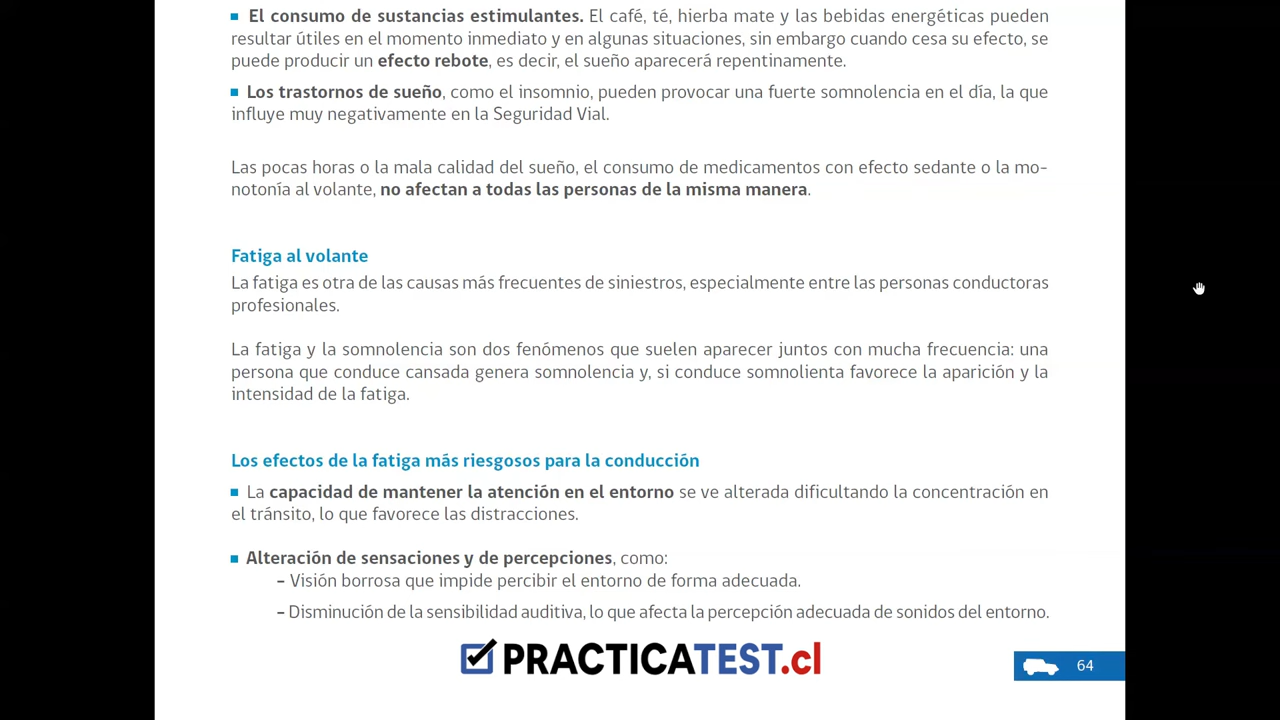 ▪ El consumo de sustancias estimulantes. El café, té, hierba mate y las bebidas energéticas pueden
resultar útiles en el momento inmediato y en algunas situaciones, sin embargo cuando cesa su efecto, se
puede producir un efecto rebote, es decir, el sueño aparecerá repentinamente.
▪ Los trastornos de sueño, como el insomnio, pueden provocar una fuerte somnolencia en el día, la que
influye muy negativamente en la Seguridad Vial.
Las pocas horas o la mala calidad del sueño, el consumo de medicamentos con efecto sedante o la mo-
notonía al volante, no afectan a todas las personas de la misma manera.
Fatiga al volante
La fatiga es otra de las causas más frecuentes de siniestros, especialmente entre las personas conductoras
profesionales.
La fatiga y la somnolencia son dos fenómenos que suelen aparecer juntos con mucha frecuencia: una
persona que conduce cansada genera somnolencia y, si conduce somnolienta favorece la aparición y la
intensidad de la fatiga.
Los efectos de la fatiga más riesgosos para la conducción
▪ La capacidad de mantener la atención en el entorno se ve alterada dificultando la concentración en
el tránsito, lo que favorece las distracciones.
▪ Alteración de sensaciones y de percepciones, como:
– Visión borrosa que impide percibir el entorno de forma adecuada.
– Disminución de la sensibilidad auditiva, lo que afecta la percepción adecuada de sonidos del entorno.
PRACTICATEST.cl
64